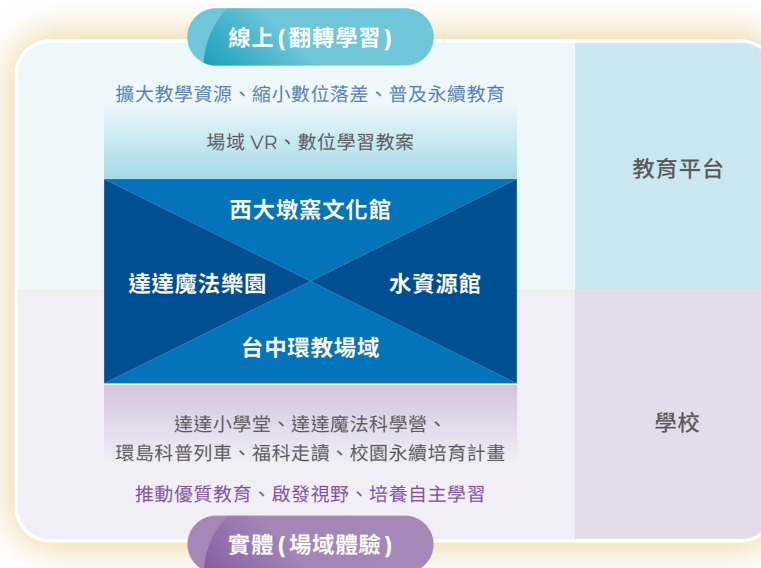 線上(翻轉學習)
擴大教學資源、縮小數位落差、普及永續教育
場域 VR、數位學習教案
教育平台
西大墩窯文化館
達達魔法樂園
水資源館
台中環教場域
達達小學堂、達達魔法科學營、
環島科普列車、福科走讀、校園永續培育計畫
學校
推動優質教育、啟發視野、培養自主學習
實體(場域體驗)